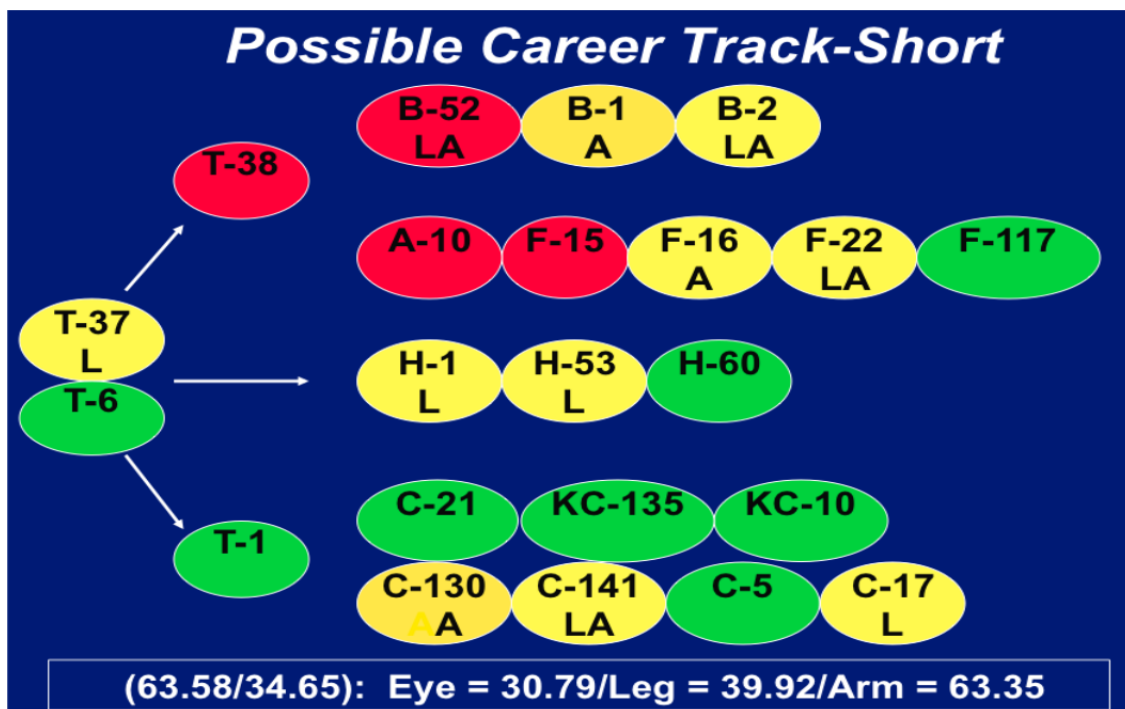 Possible Career Track-Short
B-52 B-1 B-2
LA A LA
T-38
A-10 F-15 F-16 F-22 F-117
A LA
T-37
L
T-6
H-1 H-53 H-60
L L
C-21 KC-135 KC-10
T-1
C-130 C-141 C-5 C-17
AA LA L
(63.58/34.65): Eye = 30.79/Leg = 39.92/Arm = 63.35